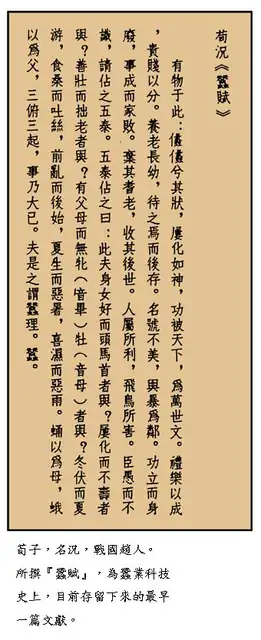 荀況《蠶賦》
有物于此：儘儘兮其狀，屢化如神，功被天下，爲萬世文。禮樂以成
，貴賤以分。養老長幼，待之焉而後存。名號不美，與暴爲鄰。功立而身
廢，事成而家敗。棄其耆老，收其後世。人屬所利，飛鳥所害。臣愚而不
識，請佔之五泰。五泰佔之曰：此夫身女好而頭馬首者與？屢化而不壽者
與？善壯而拙老者與？有父母而無牝（音畢）牡（音母）者與？冬伏而夏
游，食桑而吐絲，前亂而後始，夏生而惡暑，喜濕而惡雨。蛹以爲母，蛾
以爲父，三俯三起，事乃大已。夫是之謂蠶理。蠶。
荀子，名況，戰國趙人。
所撰『蠶賦』，為蠶業科技
史上，目前存留下來的最早
一篇文獻。